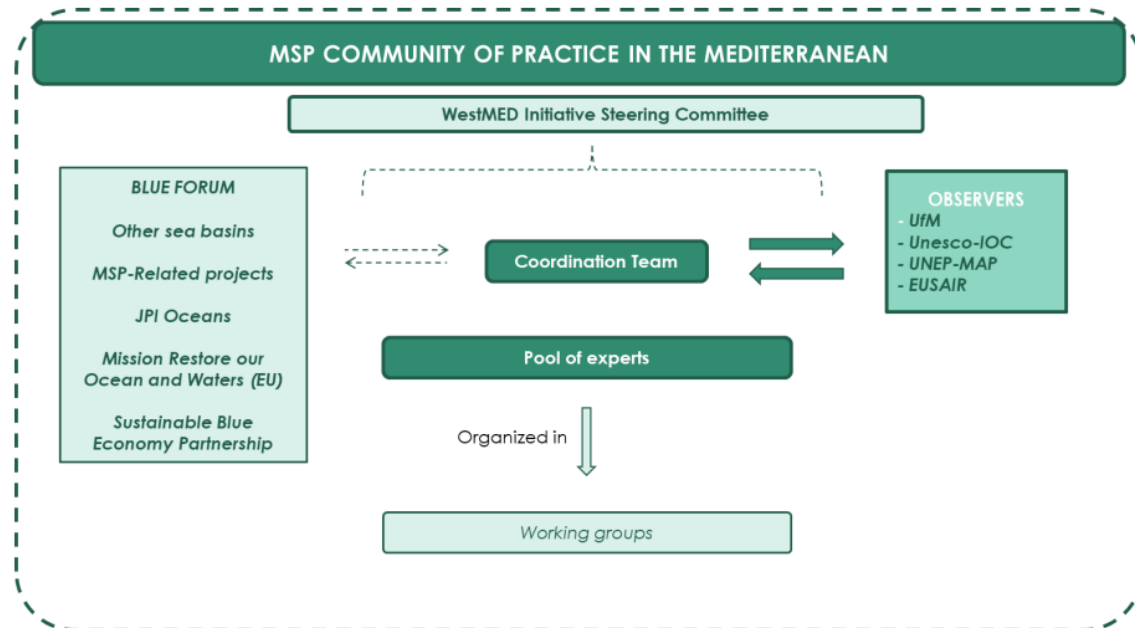 MSP COMMUNITY OF PRACTICE IN THE MEDITERRANEAN
WestMED Initiative Steering Committee
BLUE FORUM
Other sea basins
MSP-Related projects
JPI Oceans
Mission Restore our
Ocean and Waters (EU)
Sustainable Blue
Economy Partnership
Coordination Team
OBSERVERS
- UfM
- Unesco-IOC
- UNEP-MAP
- EUSAIR
Pool of experts
Organized in
Working groups